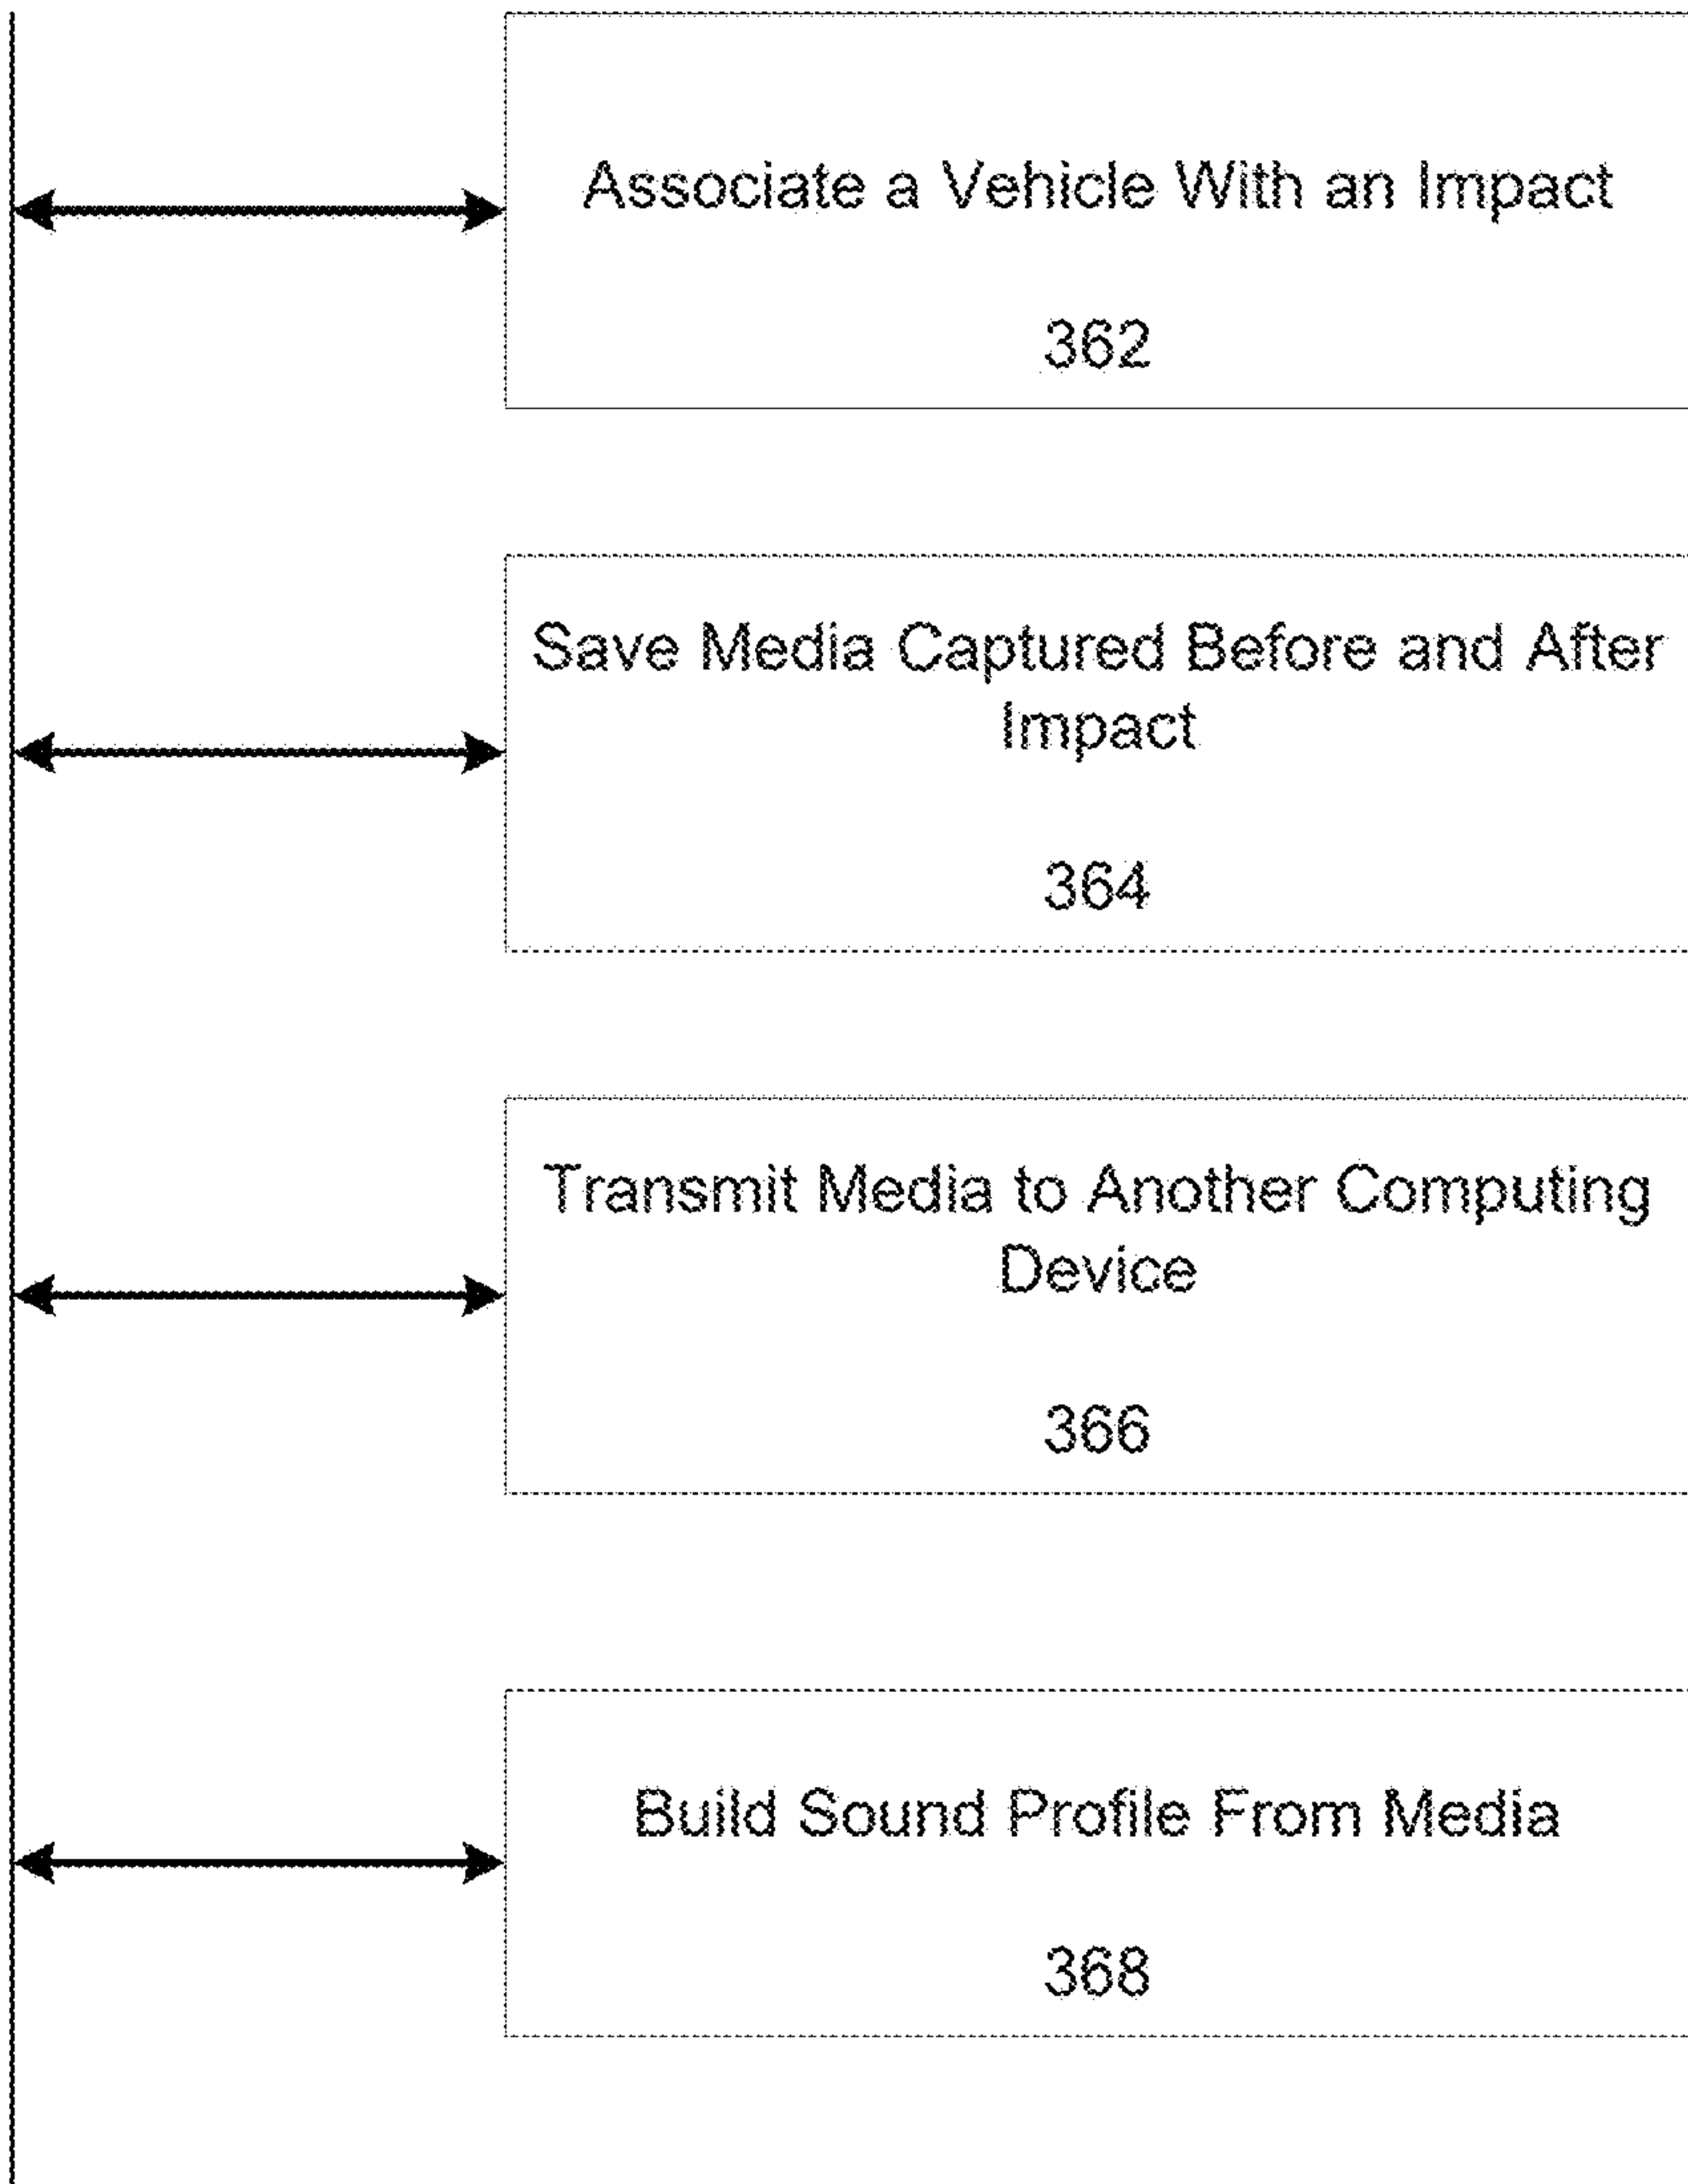 Associate a Vehicle With an Impact
362
Save Media Captured Before and After
Impact
364
Transmit Media to Another Computing
Device
366
Build Sound Profile From Media
368